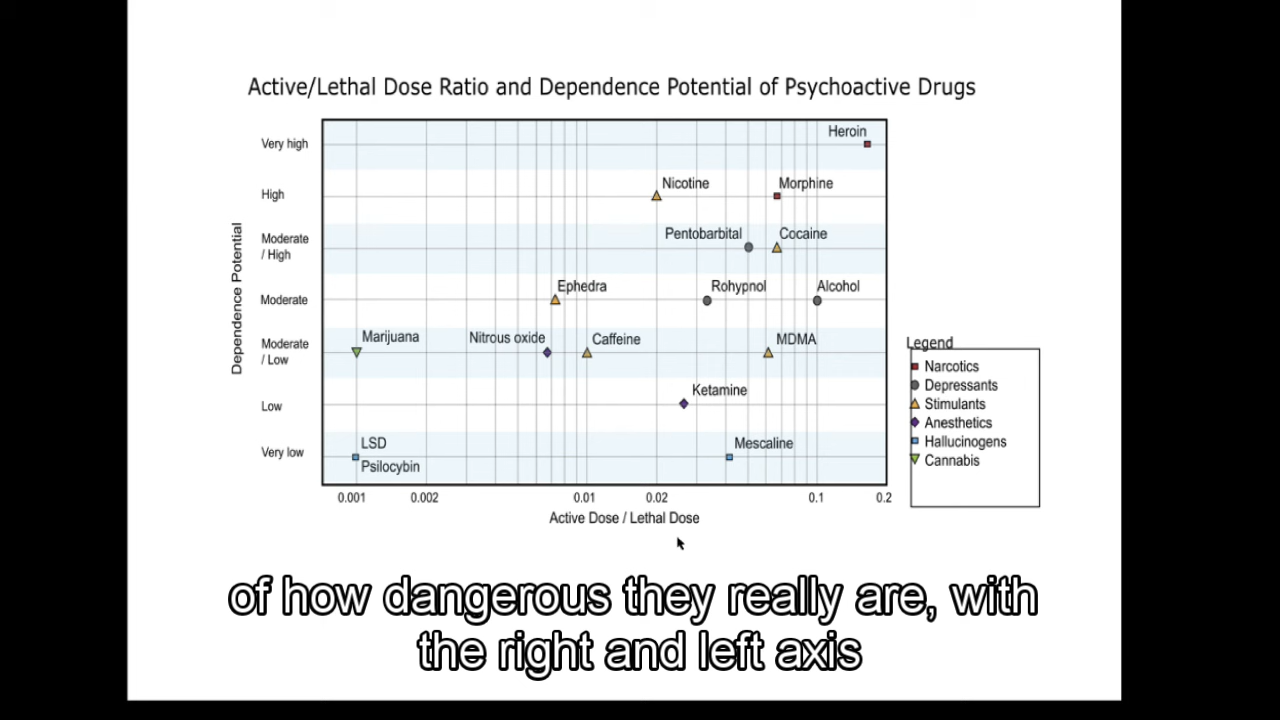 Active/Lethal Dose Ratio and Dependence Potential of Psychoactive Drugs
Dependence Potential
Very high
High
Moderate
/ High
Moderate
Moderate
/ Low
Low
Very low
Heroin
Nicotine
Morphine
Pentobarbital
Cocaine
Ephedra
Rohypnol
Alcohol
Marijuana
Nitrous oxide
Caffeine
MDMA
Ketamine
LSD
Psilocybin
Mescaline
0.001
0.002
0.01
0.02
0.1
0.2
Active Dose / Lethal Dose
Legend
Narcotics
Depressants
Stimulants
Anesthetics
Hallucinogens
Cannabis
of how dangerous they really are, with
the right and left axis